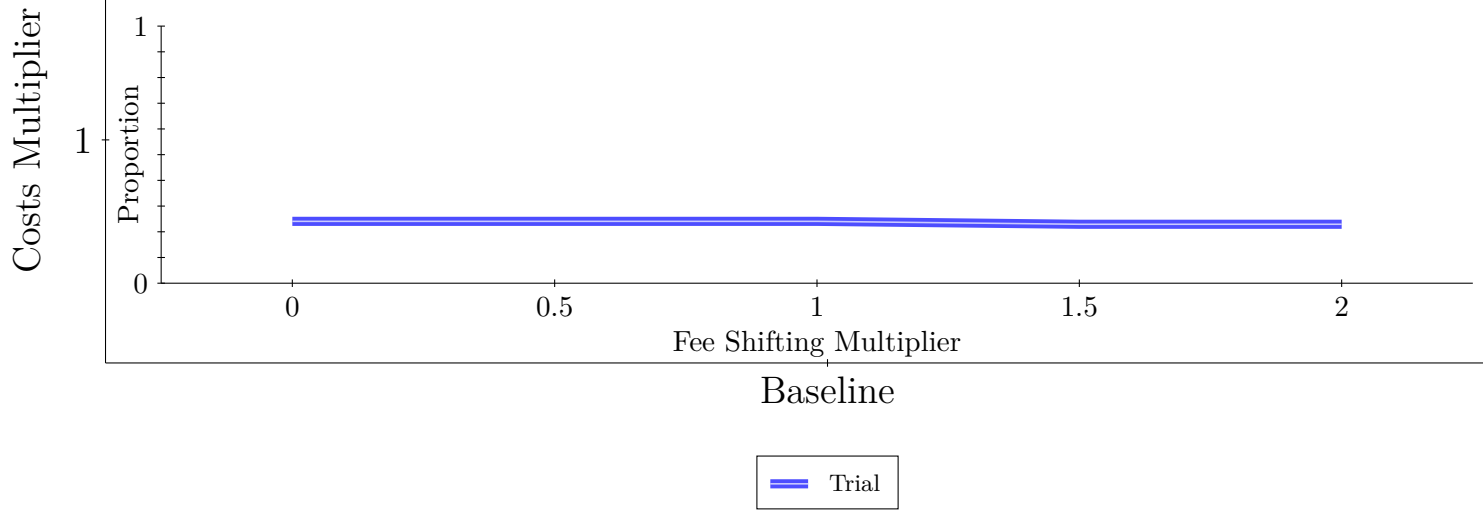 Costs Multiplier
1
Proportion
1
0
0 0.5 1 1.5 2
Fee Shifting Multiplier
Baseline
Trial